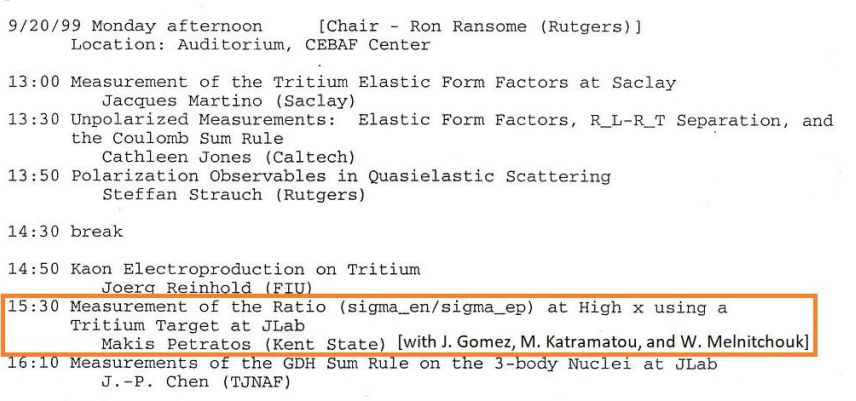 9/20/99 Monday afternoon [Chair - Ron Ransome (Rutgers)]
Location: Auditorium, CEBAF Center
13:00 Measurement of the Tritium Elastic Form Factors at Saclay
Jacques Martino (Saclay)
13:30 Unpolarized Measurements: Elastic Form Factors, R_L-R_T Separation, and
the Coulomb Sum Rule
Cathleen Jones (Caltech)
13:50 Polarization Observables in Quasielastic Scattering
Steffan Strauch (Rutgers)
14:30 break
14:50 Kaon Electroproduction on Tritium
Joerg Reinhold (FIU)
15:30 Measurement of the Ratio (sigma_en/sigma_ep) at High x using a
Tritium Target at JLab
Makis Petratos (Kent State) [with J. Gomez, M. Katramatou, and W. Melnitchouk]
16:10 Measurements of the GDH Sum Rule on the 3-body Nuclei at JLab
J.-P. Chen (TJNAF)